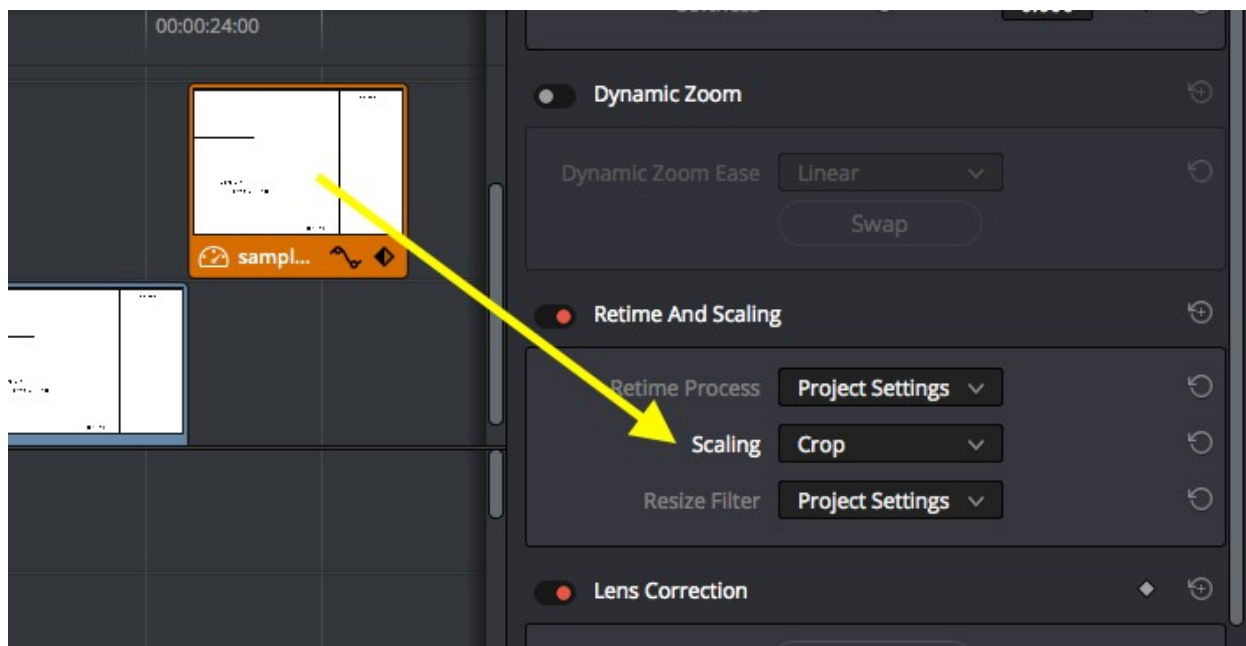 00:00:24:00
Dynamic Zoom
Dynamic Zoom Ease Linear
Swap
sampl...
Retime And Scaling
Retime Process Project Settings
Scaling Crop
Resize Filter Project Settings
Lens Correction